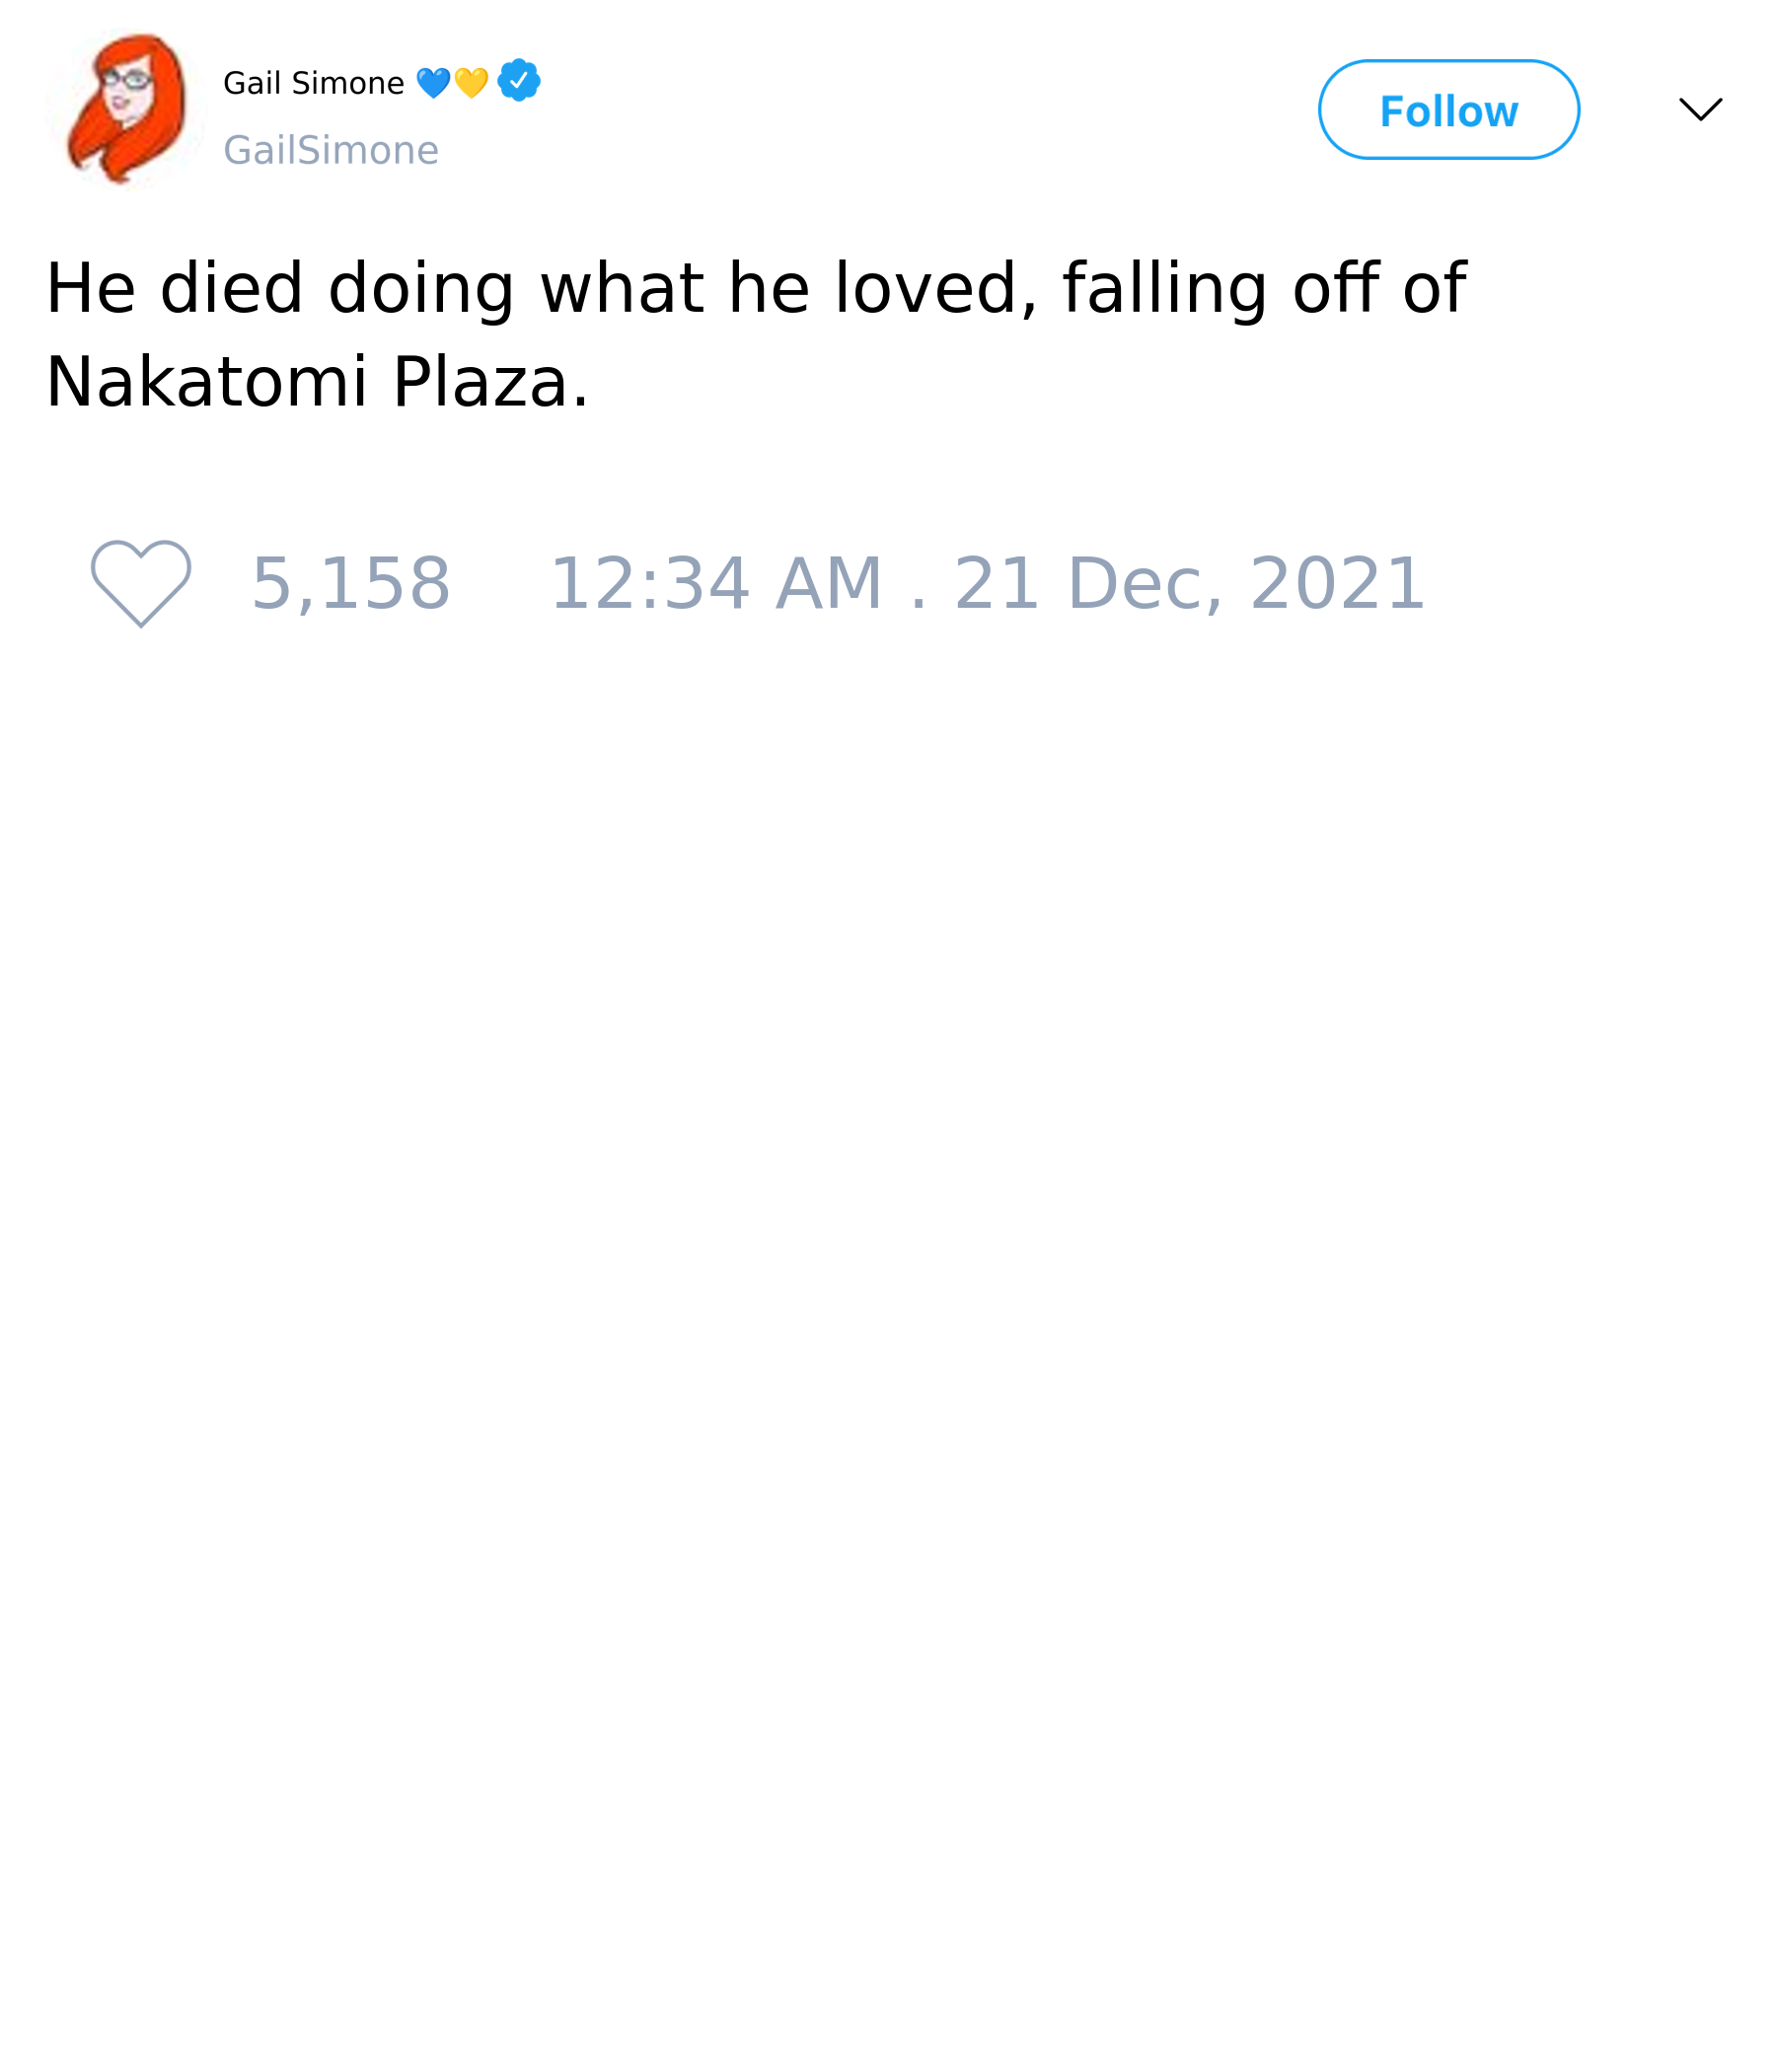 Gail Simone 💙💛
GailSimone
Follow
He died doing what he loved, falling off of
Nakatomi Plaza.
5,158 12:34 AM . 21 Dec, 2021